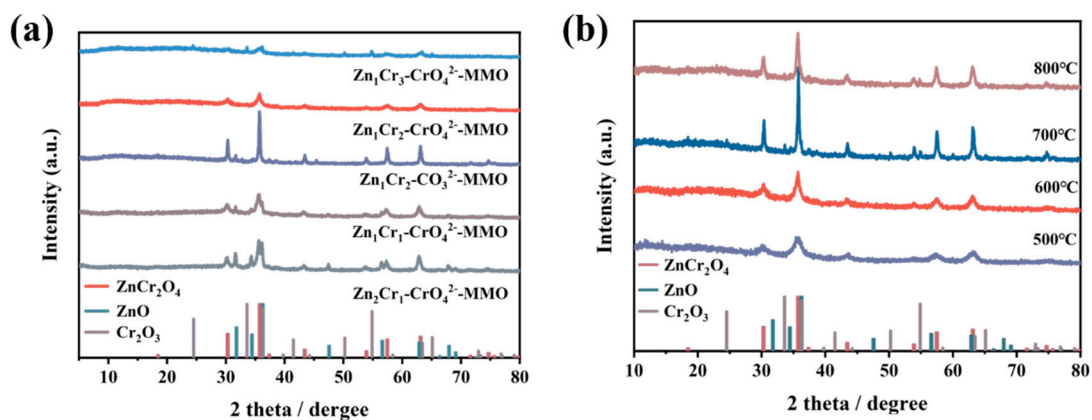 (a)
Intensity (a.u.)
Zn₁Cr₃-CrO₄²⁻-MMO
Zn₁Cr₂-CrO₄²⁻-MMO
Zn₁Cr₂-CO₃²⁻-MMO
Zn₁Cr₁-CrO₄²⁻-MMO
Zn₂Cr₁-CrO₄²⁻-MMO
ZnCr₂O₄
ZnO
Cr₂O₃
10 20 30 40 50 60 70 80
2 theta / dergee
(b)
Intensity (a.u.)
800°C
700°C
600°C
500°C
ZnCr₂O₄
ZnO
Cr₂O₃
10 20 30 40 50 60 70 80
2 theta / degree